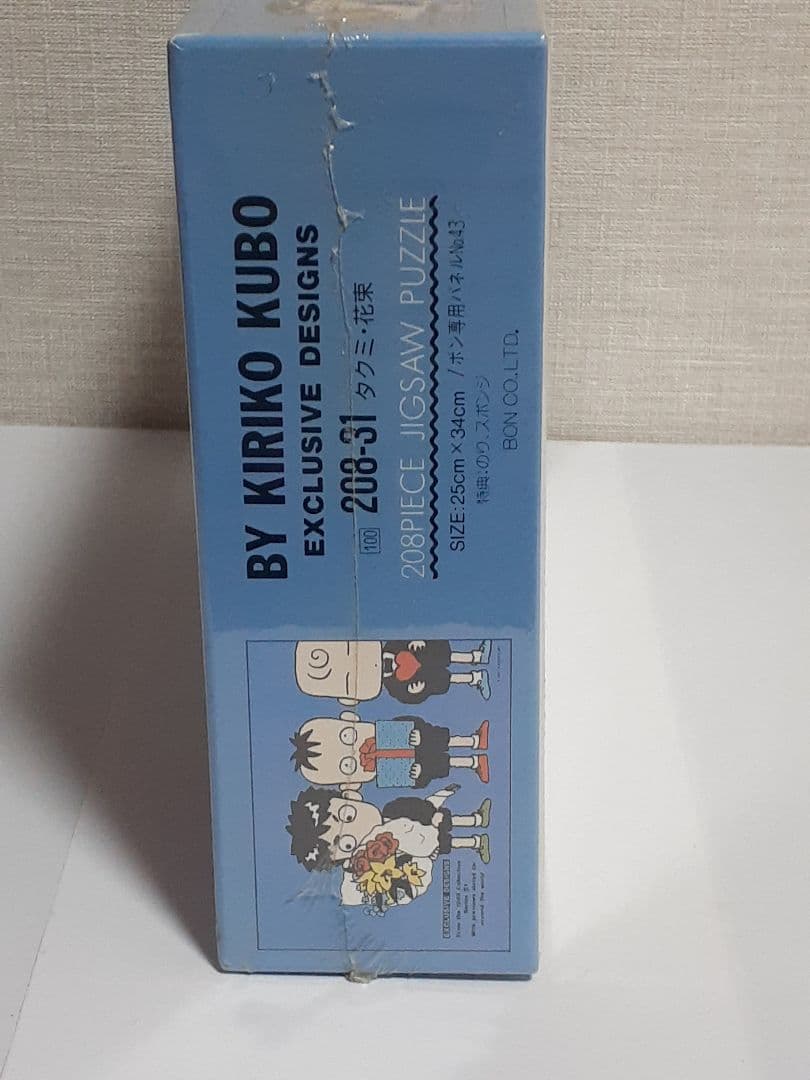 BY KIRIKO KUBO
EXCLUSIVE DESIGNS
100 208-31 タクミ・花束
208PIECE JIGSAW PUZZLE
SIZE:25cm×34cm /ボン専用パネルNo.43
特典:のり、スポンジ
BON CO.,LTD.
EXCLUSIVE DESIGNS